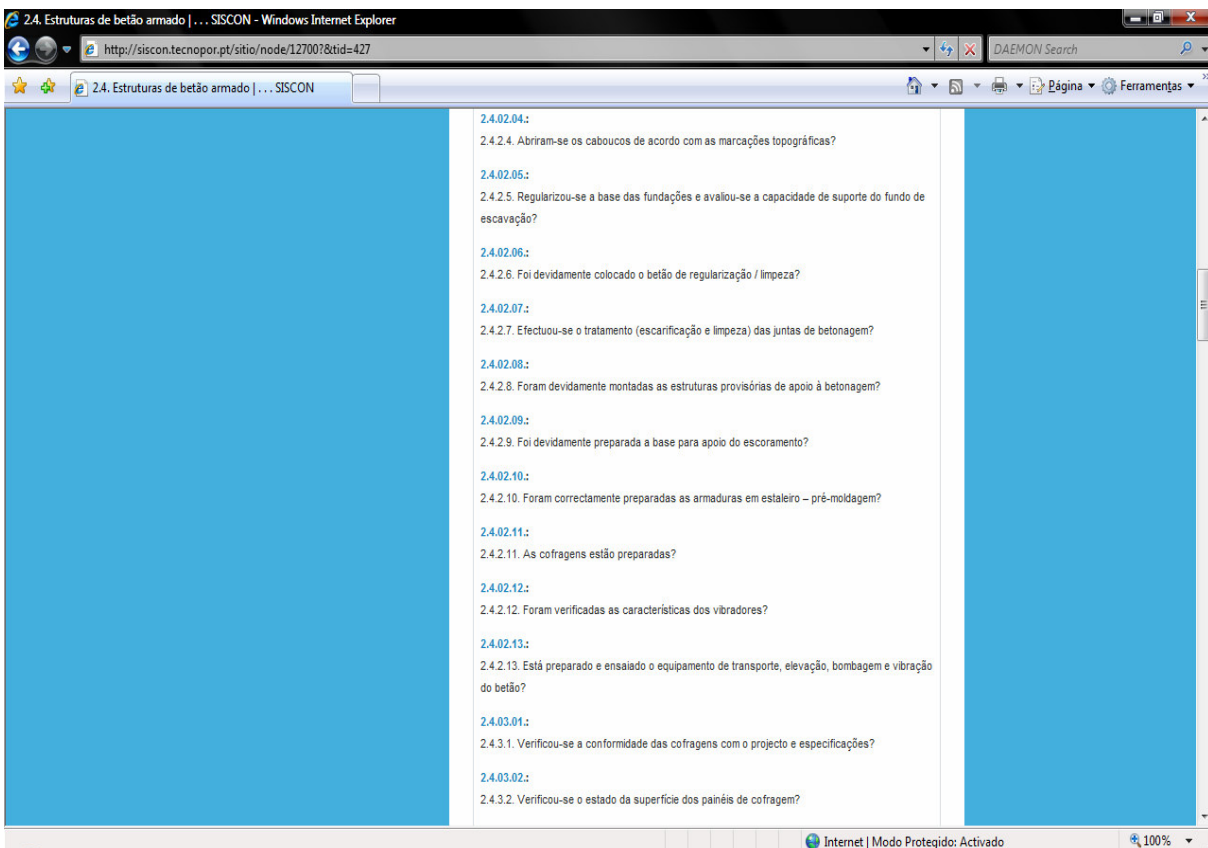 2.4. Estruturas de betão armado | . . . SISCON - Windows Internet Explorer
http://siscon.tecnopor.pt/sitio/node/12700?&tid=427
DAEMON Search
2.4. Estruturas de betão armado | . . . SISCON
Página
Ferramentas
2.4.02.04.:
2.4.2.4. Abriram-se os caboucos de acordo com as marcações topográficas?
2.4.02.05.:
2.4.2.5. Regularizou-se a base das fundações e avaliou-se a capacidade de suporte do fundo de
escavação?
2.4.02.06.:
2.4.2.6. Foi devidamente colocado o betão de regularização / limpeza?
2.4.02.07.:
2.4.2.7. Efectuou-se o tratamento (escarificação e limpeza) das juntas de betonagem?
2.4.02.08.:
2.4.2.8. Foram devidamente montadas as estruturas provisórias de apoio à betonagem?
2.4.02.09.:
2.4.2.9. Foi devidamente preparada a base para apoio do escoramento?
2.4.02.10.:
2.4.2.10. Foram correctamente preparadas as armaduras em estaleiro – pré-moldagem?
2.4.02.11.:
2.4.2.11. As cofragens estão preparadas?
2.4.02.12.:
2.4.2.12. Foram verificadas as características dos vibradores?
2.4.02.13.:
2.4.2.13. Está preparado e ensaiado o equipamento de transporte, elevação, bombagem e vibração
do betão?
2.4.03.01.:
2.4.3.1. Verificou-se a conformidade das cofragens com o projecto e especificações?
2.4.03.02.:
2.4.3.2. Verificou-se o estado da superfície dos painéis de cofragem?
Internet | Modo Protegido: Activado
100%